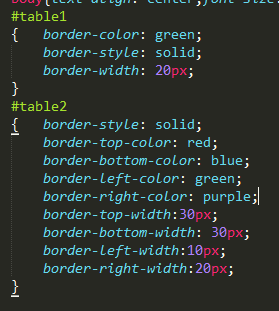 body{text-align: center;font-size:
#table1
{ border-color: green;
border-style: solid;
border-width: 20px;
}
#table2
{ border-style: solid;
border-top-color: red;
border-bottom-color: blue;
border-left-color: green;
border-right-color: purple;
border-top-width:30px;
border-bottom-width: 30px;
border-left-width:10px;
border-right-width:20px;
}